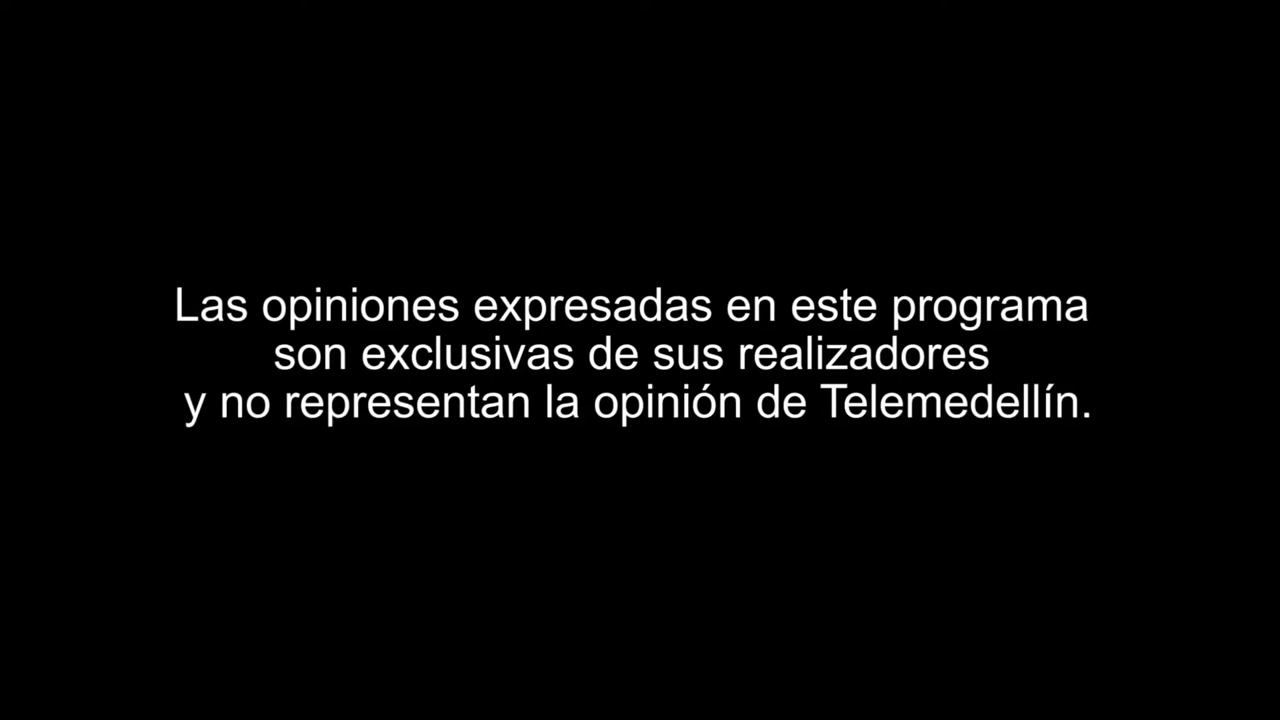 Las opiniones expresadas en este programa
son exclusivas de sus realizadores
y no representan la opinión de Telemedellín.